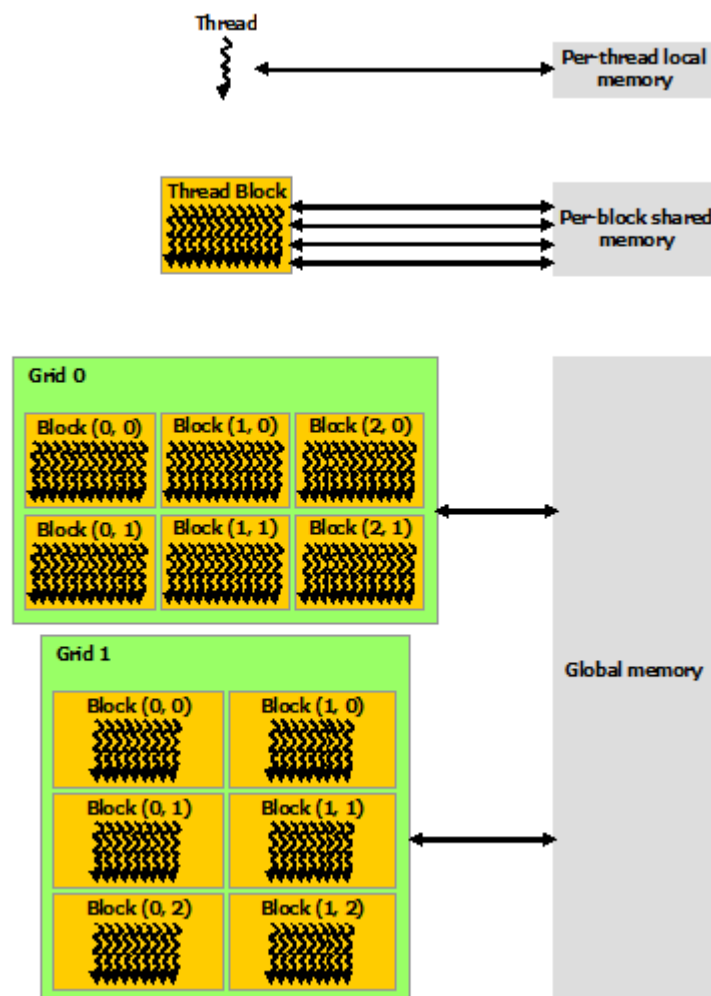 Thread
Per-thread local
memory
Thread Block
Per-block shared
memory
Grid 0
Block (0, 0)
Block (1, 0)
Block (2, 0)
Block (0, 1)
Block (1, 1)
Block (2, 1)
Grid 1
Global memory
Block (0, 0)
Block (1, 0)
Block (0, 1)
Block (1, 1)
Block (0, 2)
Block (1, 2)